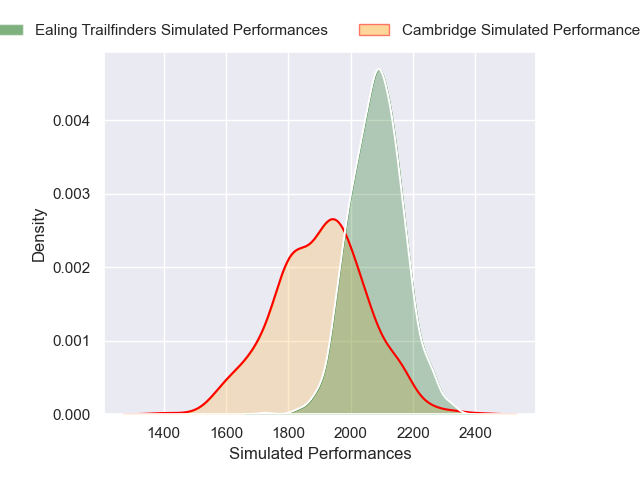 Ealing Trailfinders Simulated Performances
Cambridge Simulated Performance
0.004
0.003
0.002
0.001
0.000
Density
1400 1600 1800 2000 2200 2400
Simulated Performances